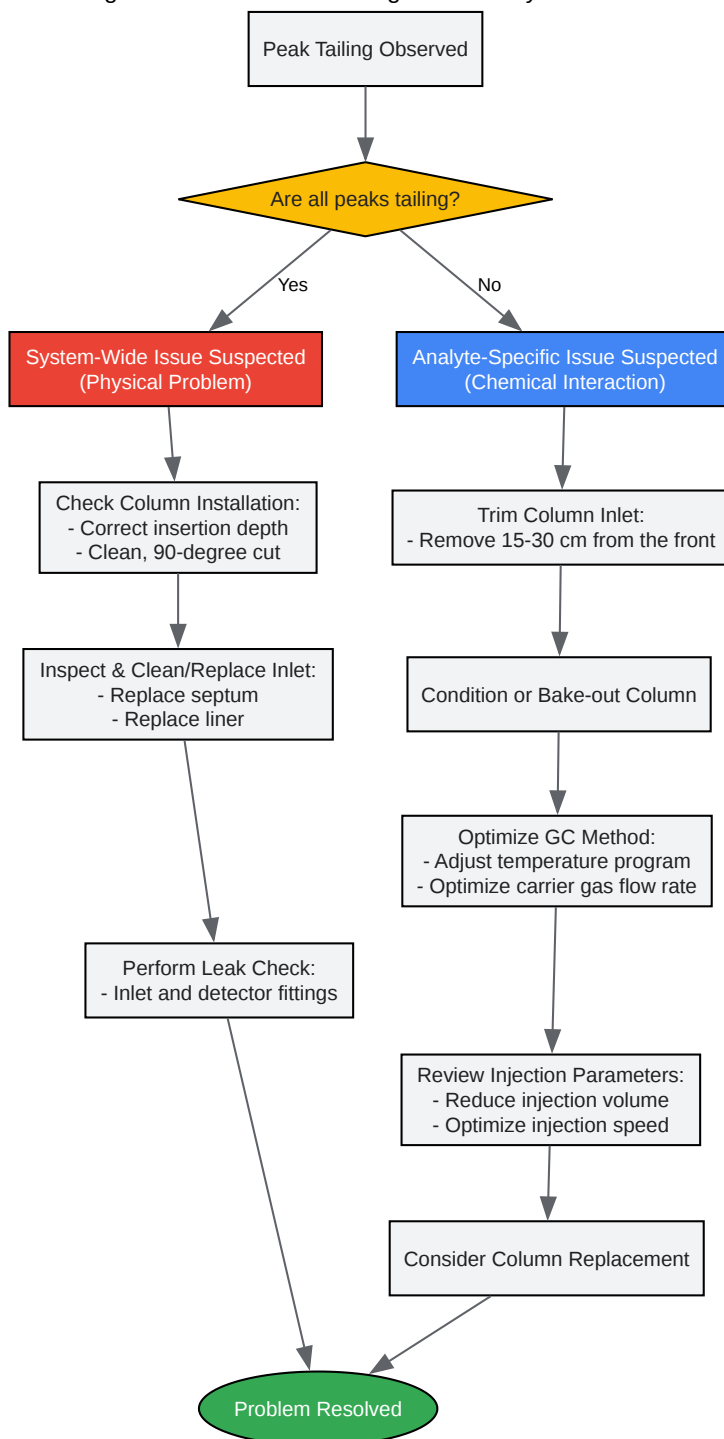 Peak Tailing Observed
Are all peaks tailing?
Yes
No
System-Wide Issue Suspected
(Physical Problem)
Analyte-Specific Issue Suspected
(Chemical Interaction)
Check Column Installation:
- Correct insertion depth
- Clean, 90-degree cut
Trim Column Inlet:
- Remove 15-30 cm from the front
Inspect & Clean/Replace Inlet:
- Replace septum
- Replace liner
Condition or Bake-out Column
Optimize GC Method:
- Adjust temperature program
- Optimize carrier gas flow rate
Perform Leak Check:
- Inlet and detector fittings
Review Injection Parameters:
- Reduce injection volume
- Optimize injection speed
Consider Column Replacement
Problem Resolved